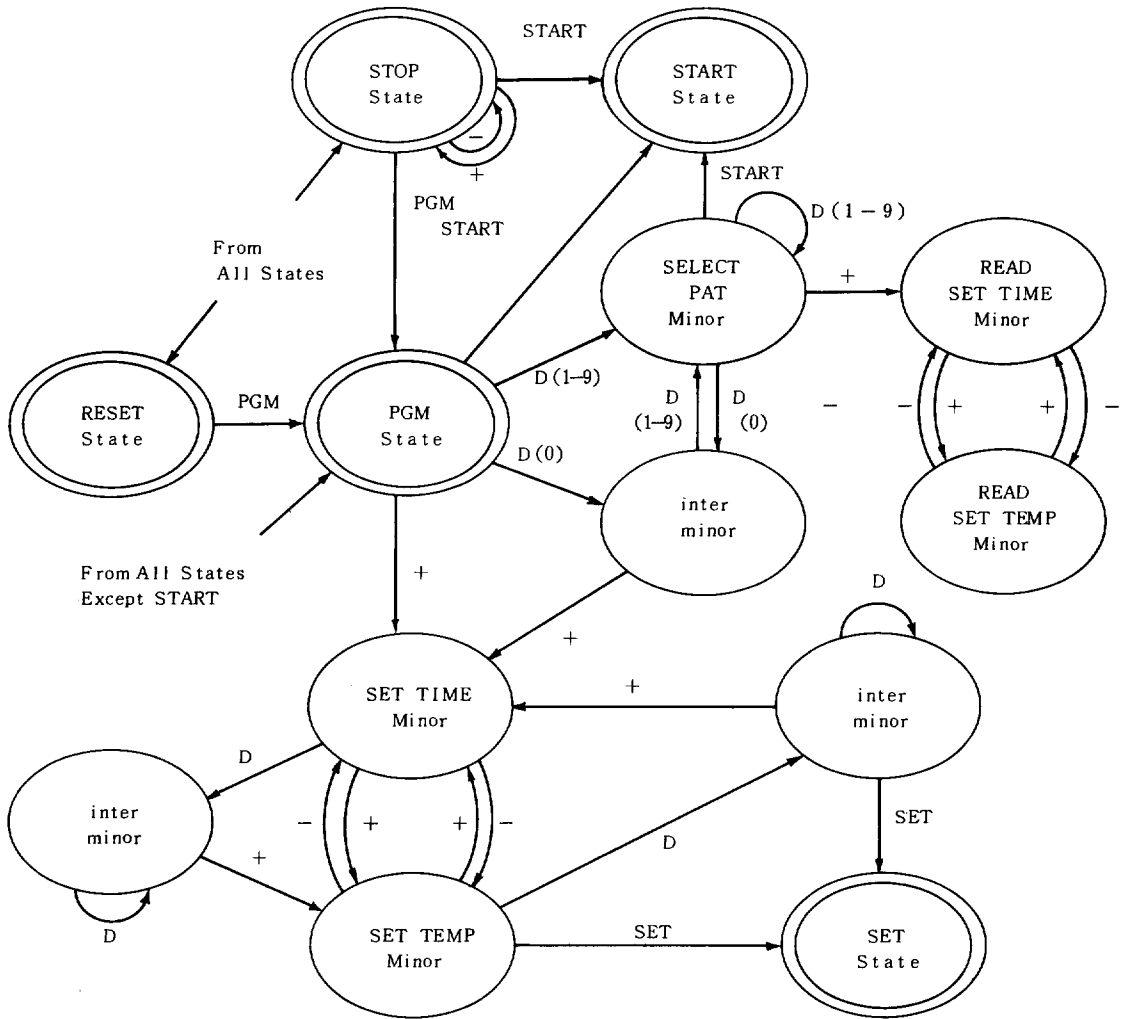 START
STOP
State
START
State
−
+
START
PGM
START
D(1−9)
From
All States
SELECT
PAT
Minor
+
READ
SET TIME
Minor
PGM
D(1−9)
RESET
State
PGM
State
D
(1−9)
D
(0)
−
−
+
+
−
D(0)
inter
minor
READ
SET TEMP
Minor
From All States
Except START
+
D
+
SET TIME
Minor
+
inter
minor
D
inter
minor
−
+
+
−
SET
D
+
D
SET TEMP
Minor
SET
SET
State